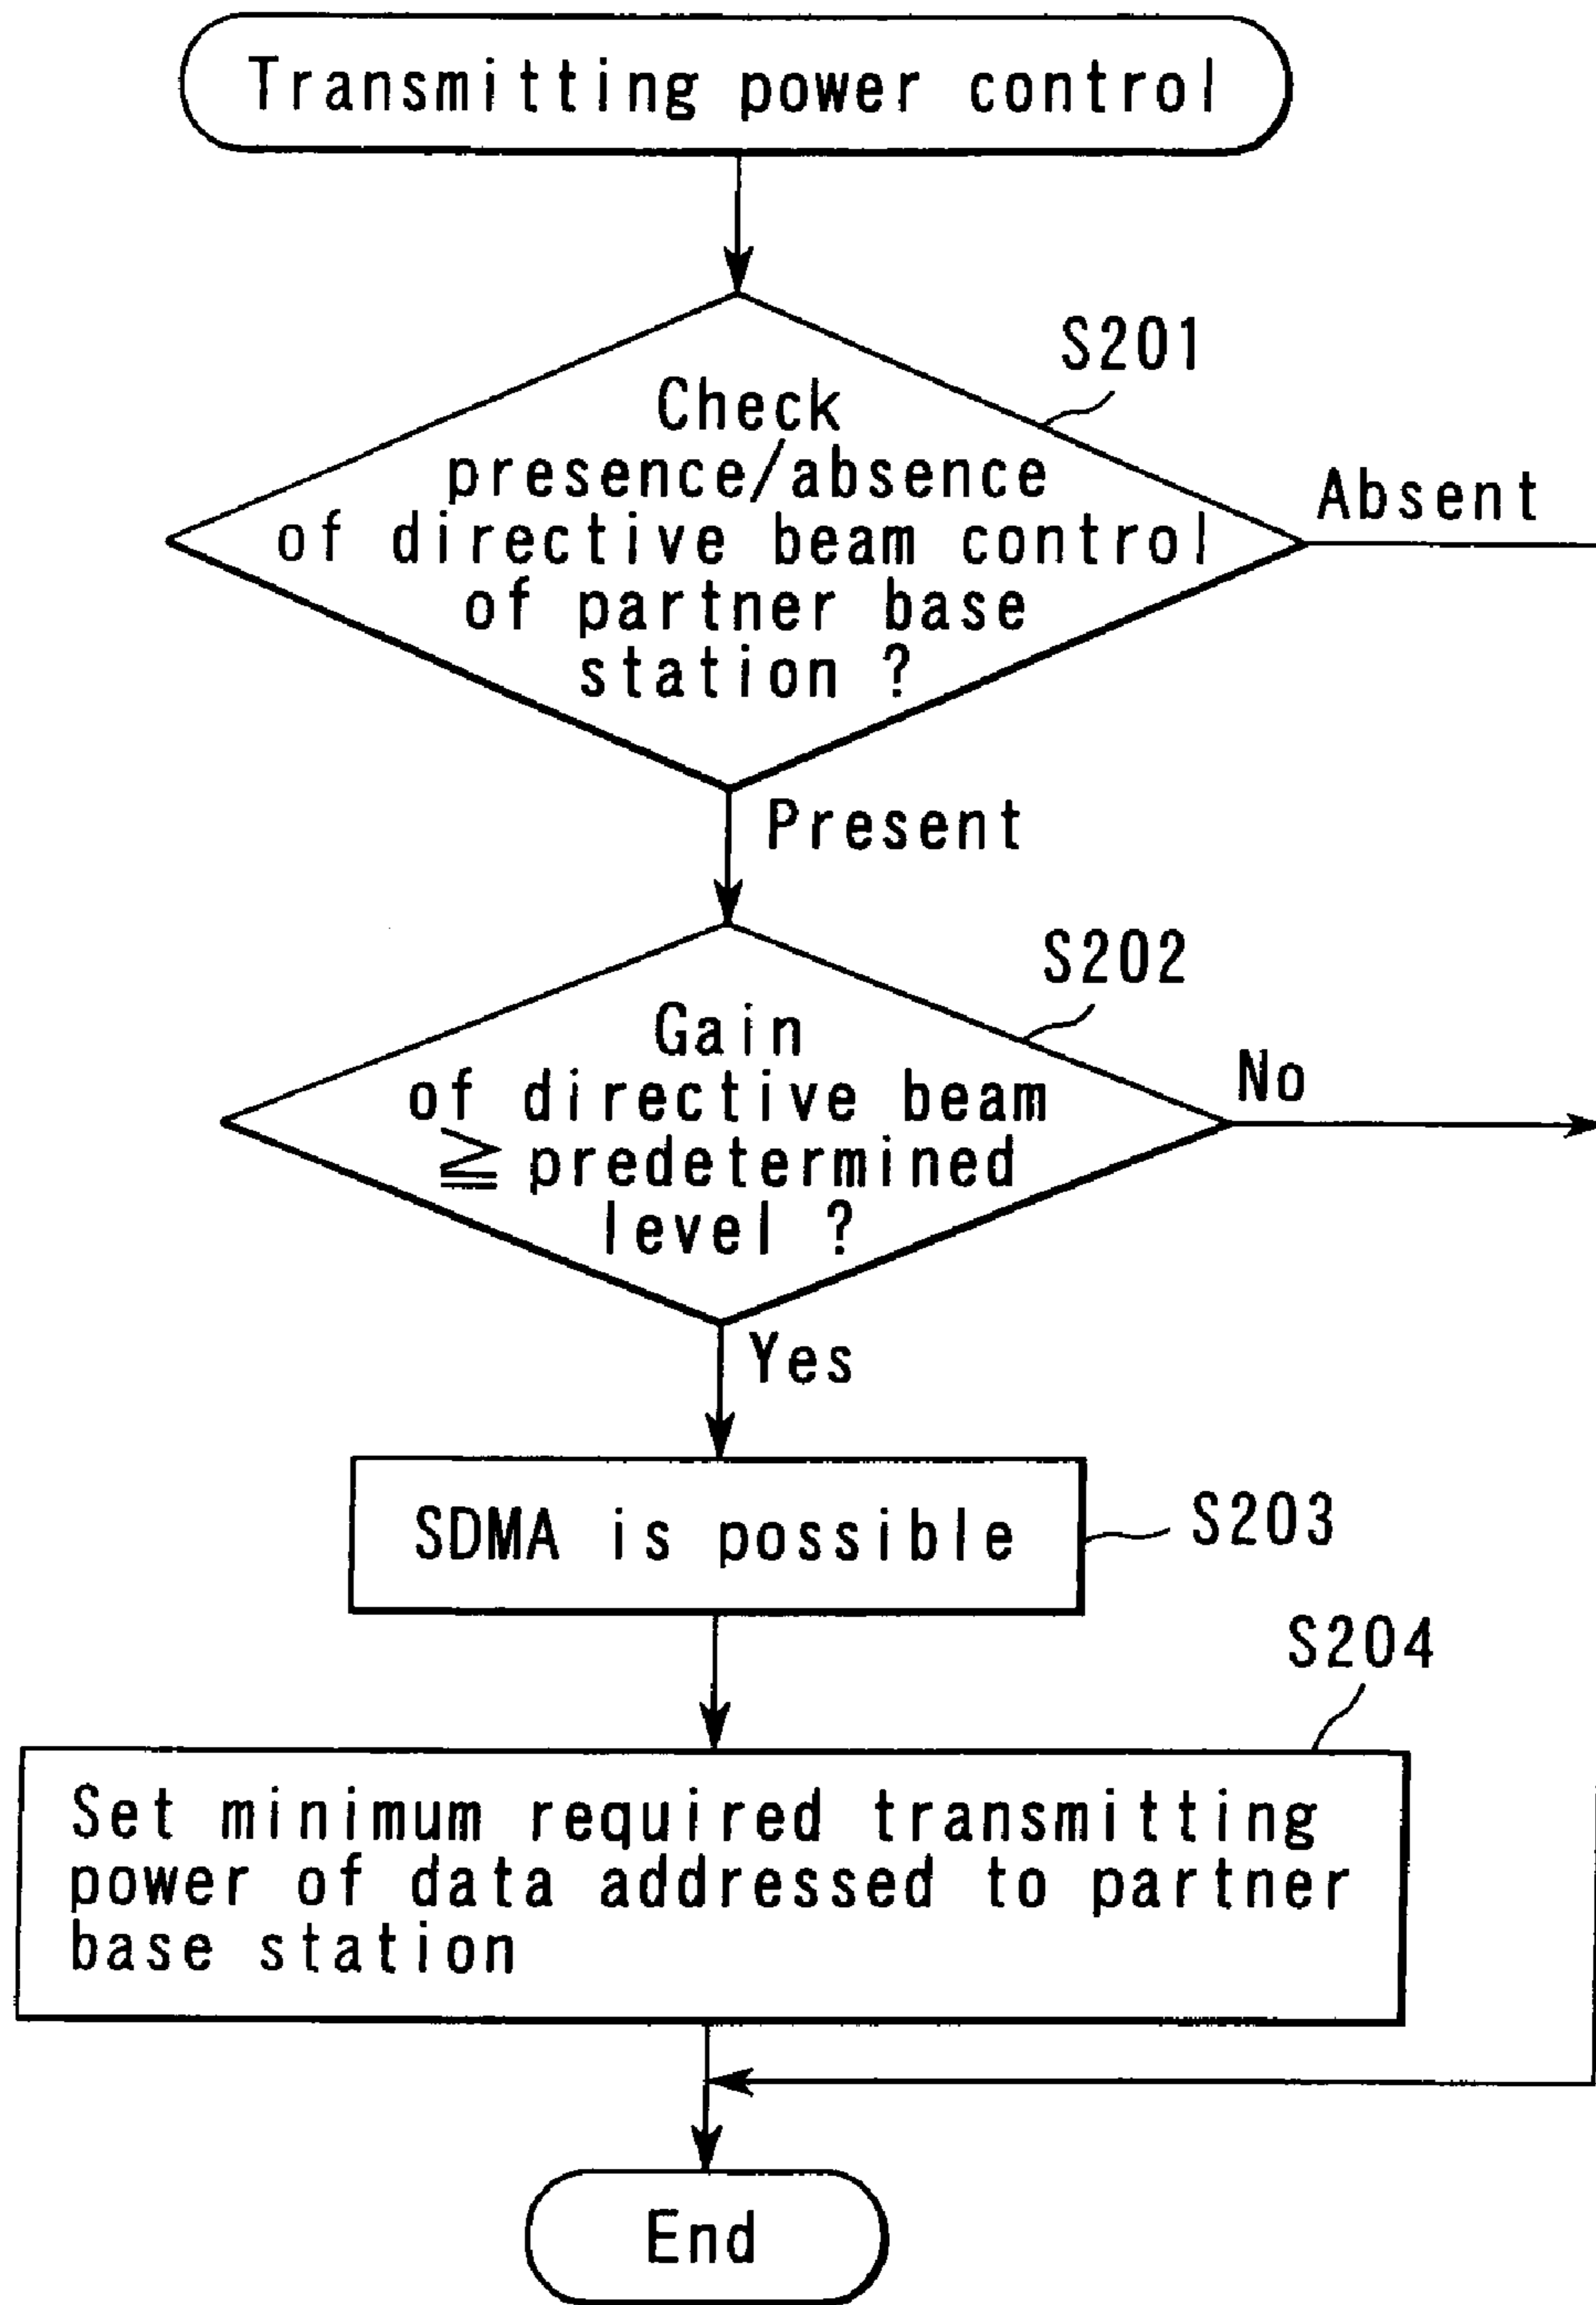 Transmitting power control
S201
Check
presence/absence
of directive beam control
of partner base
station ?
Absent
Present
S202
Gain
of directive beam
≧ predetermined
level ?
No
Yes
SDMA is possible
S203
S204
Set minimum required transmitting
power of data addressed to partner
base station
End